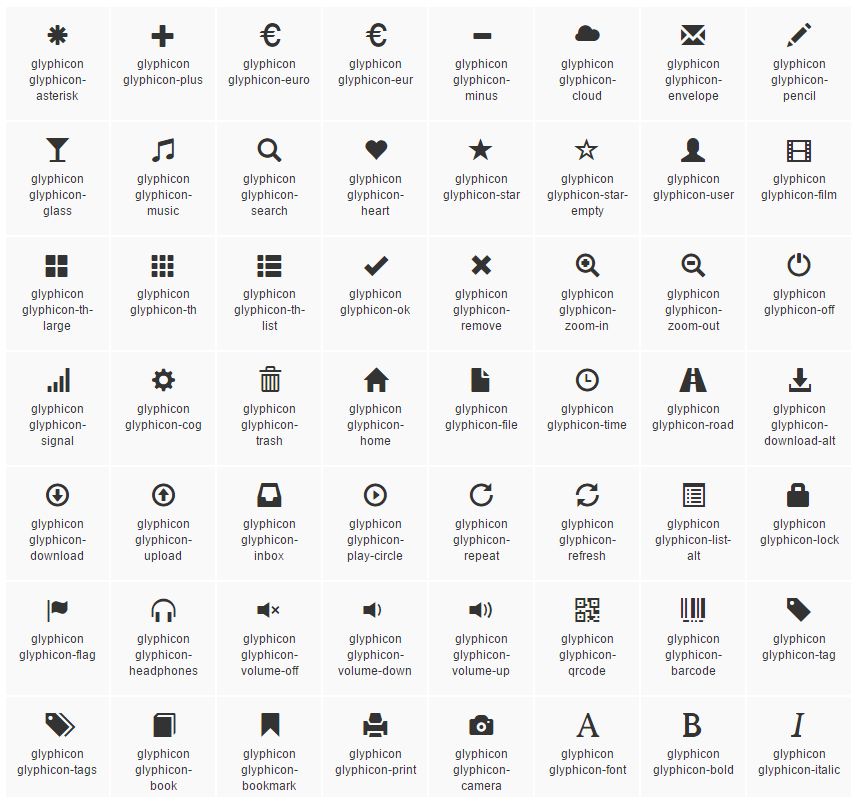 glyphicon
glyphicon-
asterisk
glyphicon
glyphicon-plus
glyphicon
glyphicon-euro
glyphicon
glyphicon-eur
glyphicon
glyphicon-
minus
glyphicon
glyphicon-
cloud
glyphicon
glyphicon-
envelope
glyphicon
glyphicon-
pencil
glyphicon
glyphicon-
glass
glyphicon
glyphicon-
music
glyphicon
glyphicon-
search
glyphicon
glyphicon-
heart
glyphicon
glyphicon-star
glyphicon
glyphicon-star-
empty
glyphicon
glyphicon-user
glyphicon
glyphicon-film
glyphicon
glyphicon-th-
large
glyphicon
glyphicon-th
glyphicon
glyphicon-th-
list
glyphicon
glyphicon-ok
glyphicon
glyphicon-
remove
glyphicon
glyphicon-
zoom-in
glyphicon
glyphicon-
zoom-out
glyphicon
glyphicon-off
glyphicon
glyphicon-
signal
glyphicon
glyphicon-cog
glyphicon
glyphicon-
trash
glyphicon
glyphicon-
home
glyphicon
glyphicon-file
glyphicon
glyphicon-time
glyphicon
glyphicon-road
glyphicon
glyphicon-
download-alt
glyphicon
glyphicon-
download
glyphicon
glyphicon-
upload
glyphicon
glyphicon-
inbox
glyphicon
glyphicon-
play-circle
glyphicon
glyphicon-
repeat
glyphicon
glyphicon-
refresh
glyphicon
glyphicon-list-
alt
glyphicon
glyphicon-lock
glyphicon
glyphicon-flag
glyphicon
glyphicon-
headphones
glyphicon
glyphicon-
volume-off
glyphicon
glyphicon-
volume-down
glyphicon
glyphicon-
volume-up
glyphicon
glyphicon-
qrcode
glyphicon
glyphicon-
barcode
glyphicon
glyphicon-tag
glyphicon
glyphicon-tags
glyphicon
glyphicon-
book
glyphicon
glyphicon-
bookmark
glyphicon
glyphicon-print
glyphicon
glyphicon-
camera
A
glyphicon
glyphicon-font
B
glyphicon
glyphicon-bold
I
glyphicon
glyphicon-italic